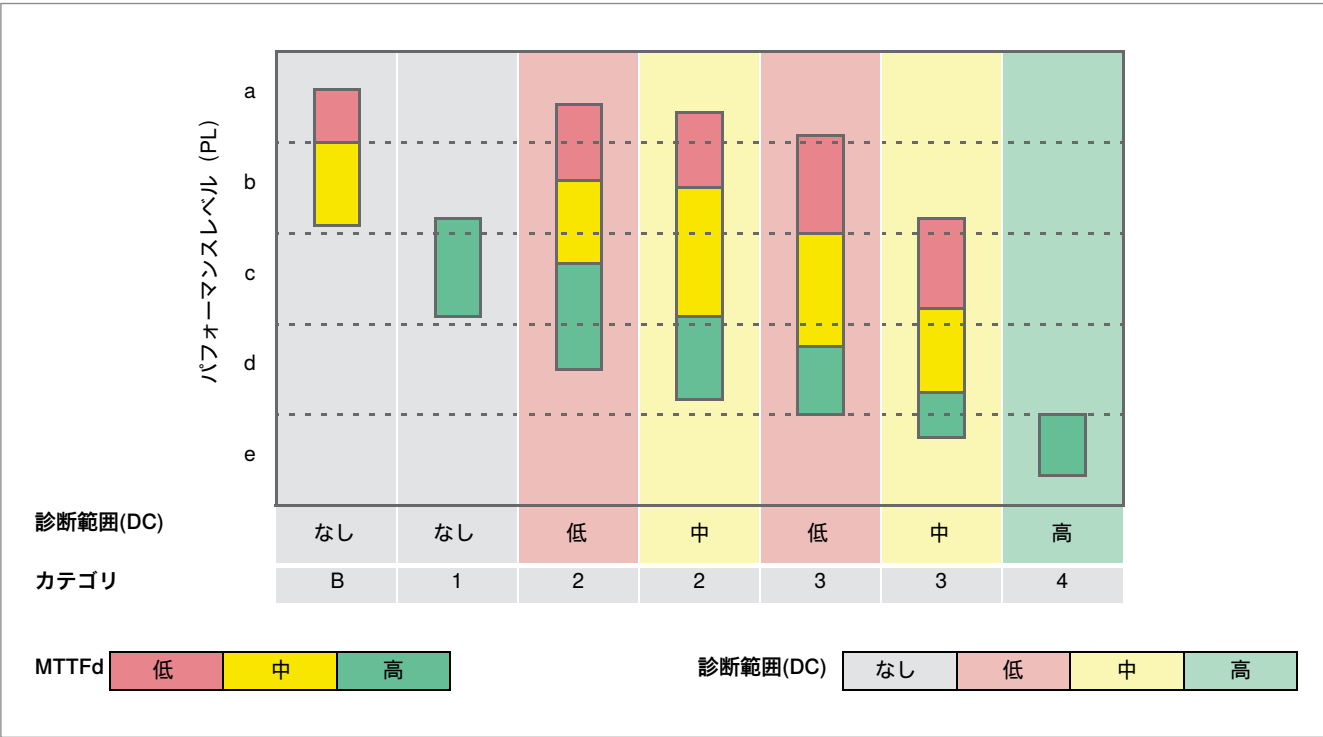 パフォーマンスレベル（PL）
a
b
c
d
e
診断範囲(DC) なし なし 低 中 低 中 高
カテゴリ B 1 2 2 3 3 4
MTTFd 低 中 高 診断範囲(DC) なし 低 中 高